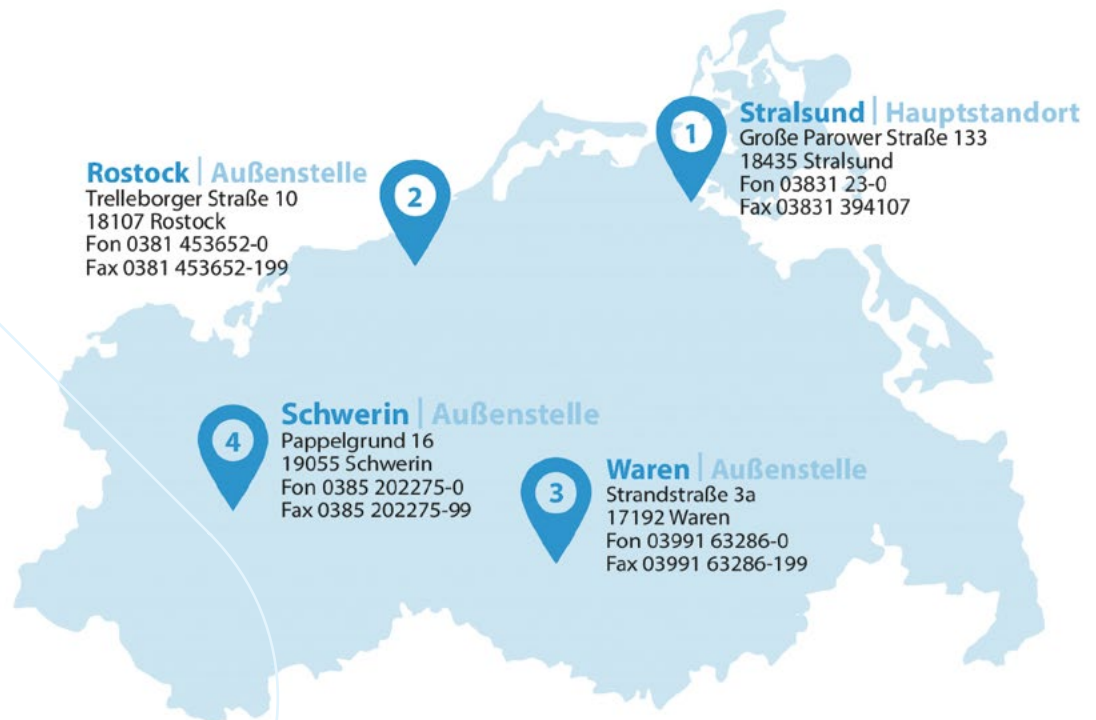 1
Stralsund | Hauptstandort
Große Parower Straße 133
18435 Stralsund
Fon 03831 23-0
Fax 03831 394107
2
Rostock | Außenstelle
Trelleborger Straße 10
18107 Rostock
Fon 0381 453652-0
Fax 0381 453652-199
3
Waren | Außenstelle
Strandstraße 3a
17192 Waren
Fon 03991 63286-0
Fax 03991 63286-199
4
Schwerin | Außenstelle
Pappelgrund 16
19055 Schwerin
Fon 0385 202275-0
Fax 0385 202275-99